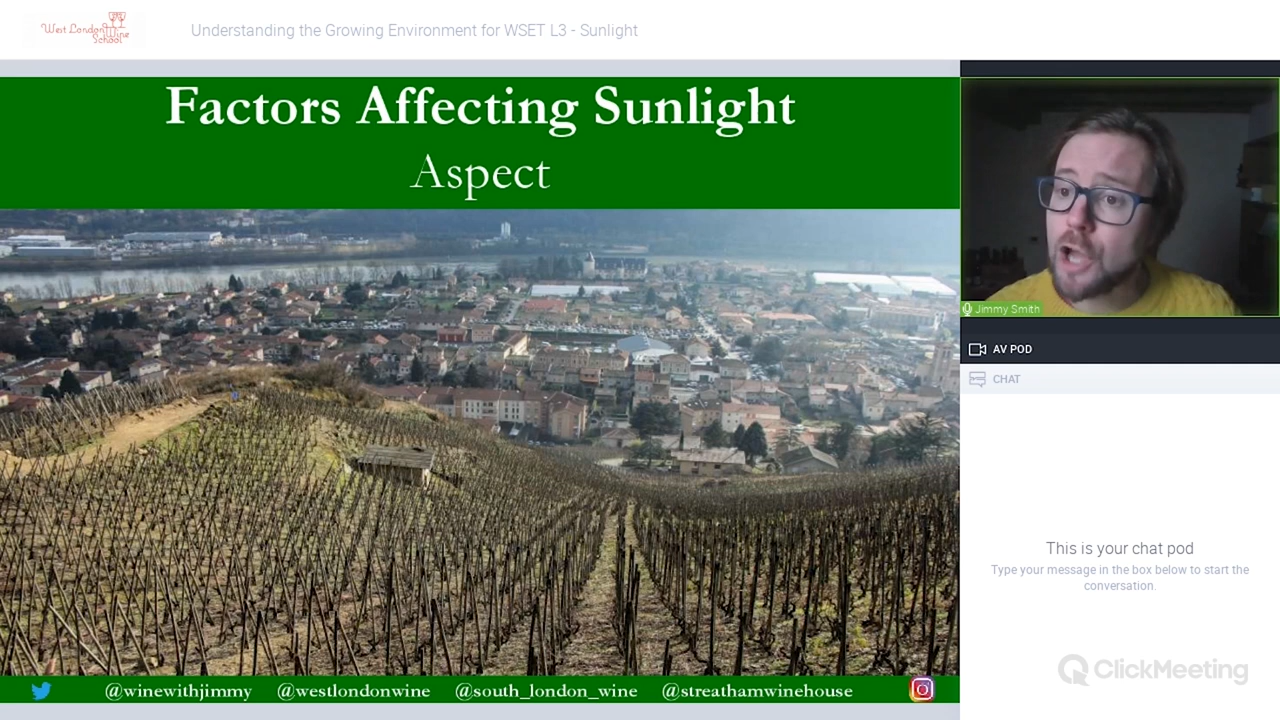 West London Wine
School
Understanding the Growing Environment for WSET L3 - Sunlight
Factors Affecting Sunlight
Aspect
@winewithjimmy @westlondonwine @south_london_wine @streathamwinehouse
Jimmy Smith
AV POD
CHAT
This is your chat pod
Type your message in the box below to start the
conversation.
ClickMeeting